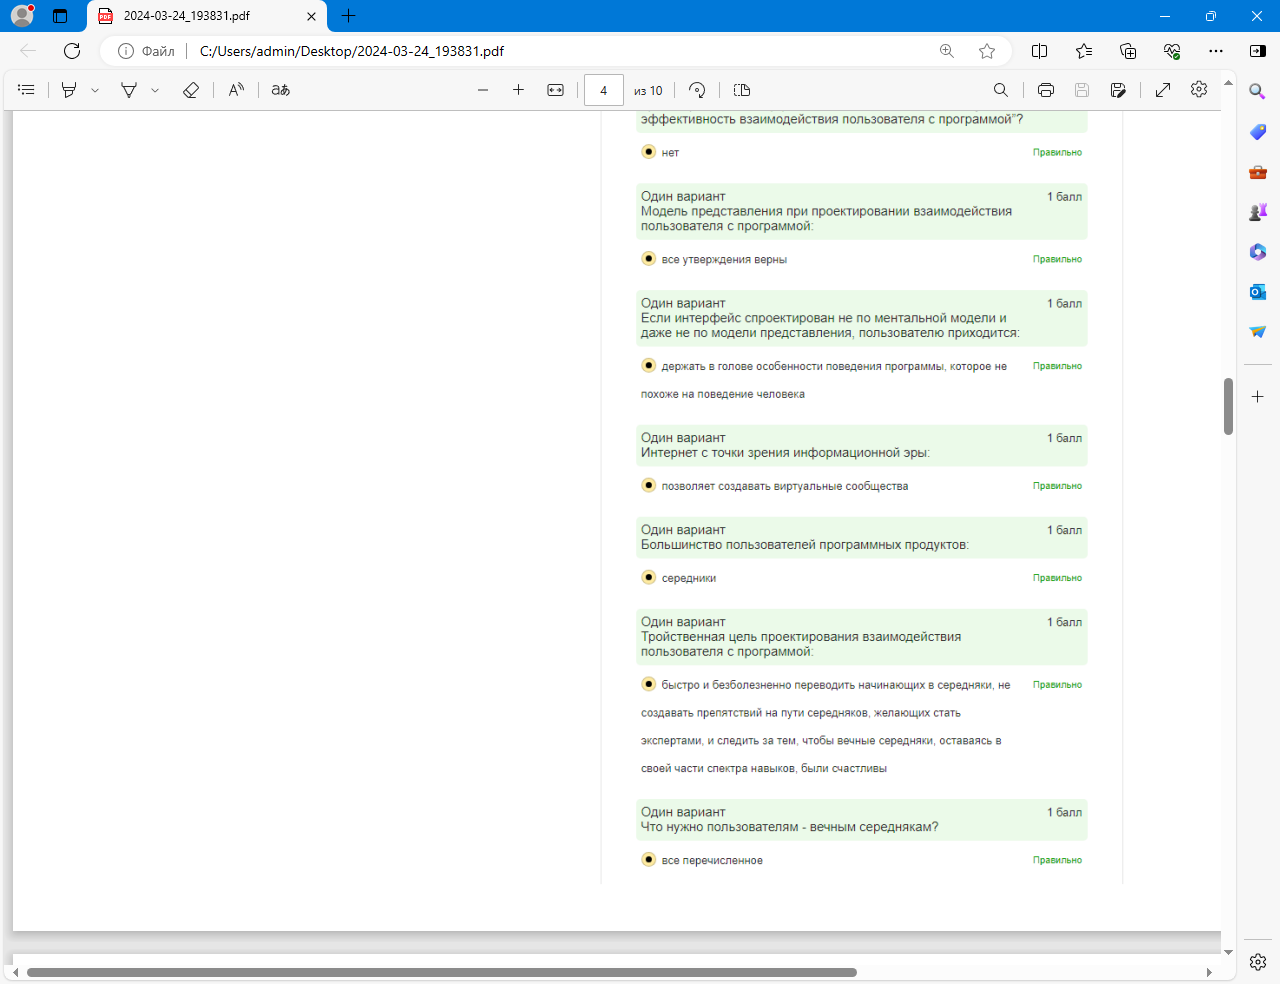 2024-03-24_193831.pdf
Файл
C:/Users/admin/Desktop/2024-03-24_193831.pdf
4
из 10
эффективность взаимодействия пользователя с программой"?
нет
Правильно
Один вариант
1 балл
Модель представления при проектировании взаимодействия
пользователя с программой:
все утверждения верны
Правильно
Один вариант
1 балл
Если интерфейс спроектирован не по ментальной модели и
даже не по модели представления, пользователю приходится:
держать в голове особенности поведения программы, которое не
Правильно
похоже на поведение человека
Один вариант
1 балл
Интернет с точки зрения информационной эры:
позволяет создавать виртуальные сообщества
Правильно
Один вариант
1 балл
Большинство пользователей программных продуктов:
середники
Правильно
Один вариант
1 балл
Тройственная цель проектирования взаимодействия
пользователя с программой:
быстро и безболезненно переводить начинающих в середняки, не
Правильно
создавать препятствий на пути середняков, желающих стать
экспертами, и следить за тем, чтобы вечные середняки, оставаясь в
своей части спектра навыков, были счастливы
Один вариант
1 балл
Что нужно пользователям - вечным середнякам?
все перечисленное
Правильно